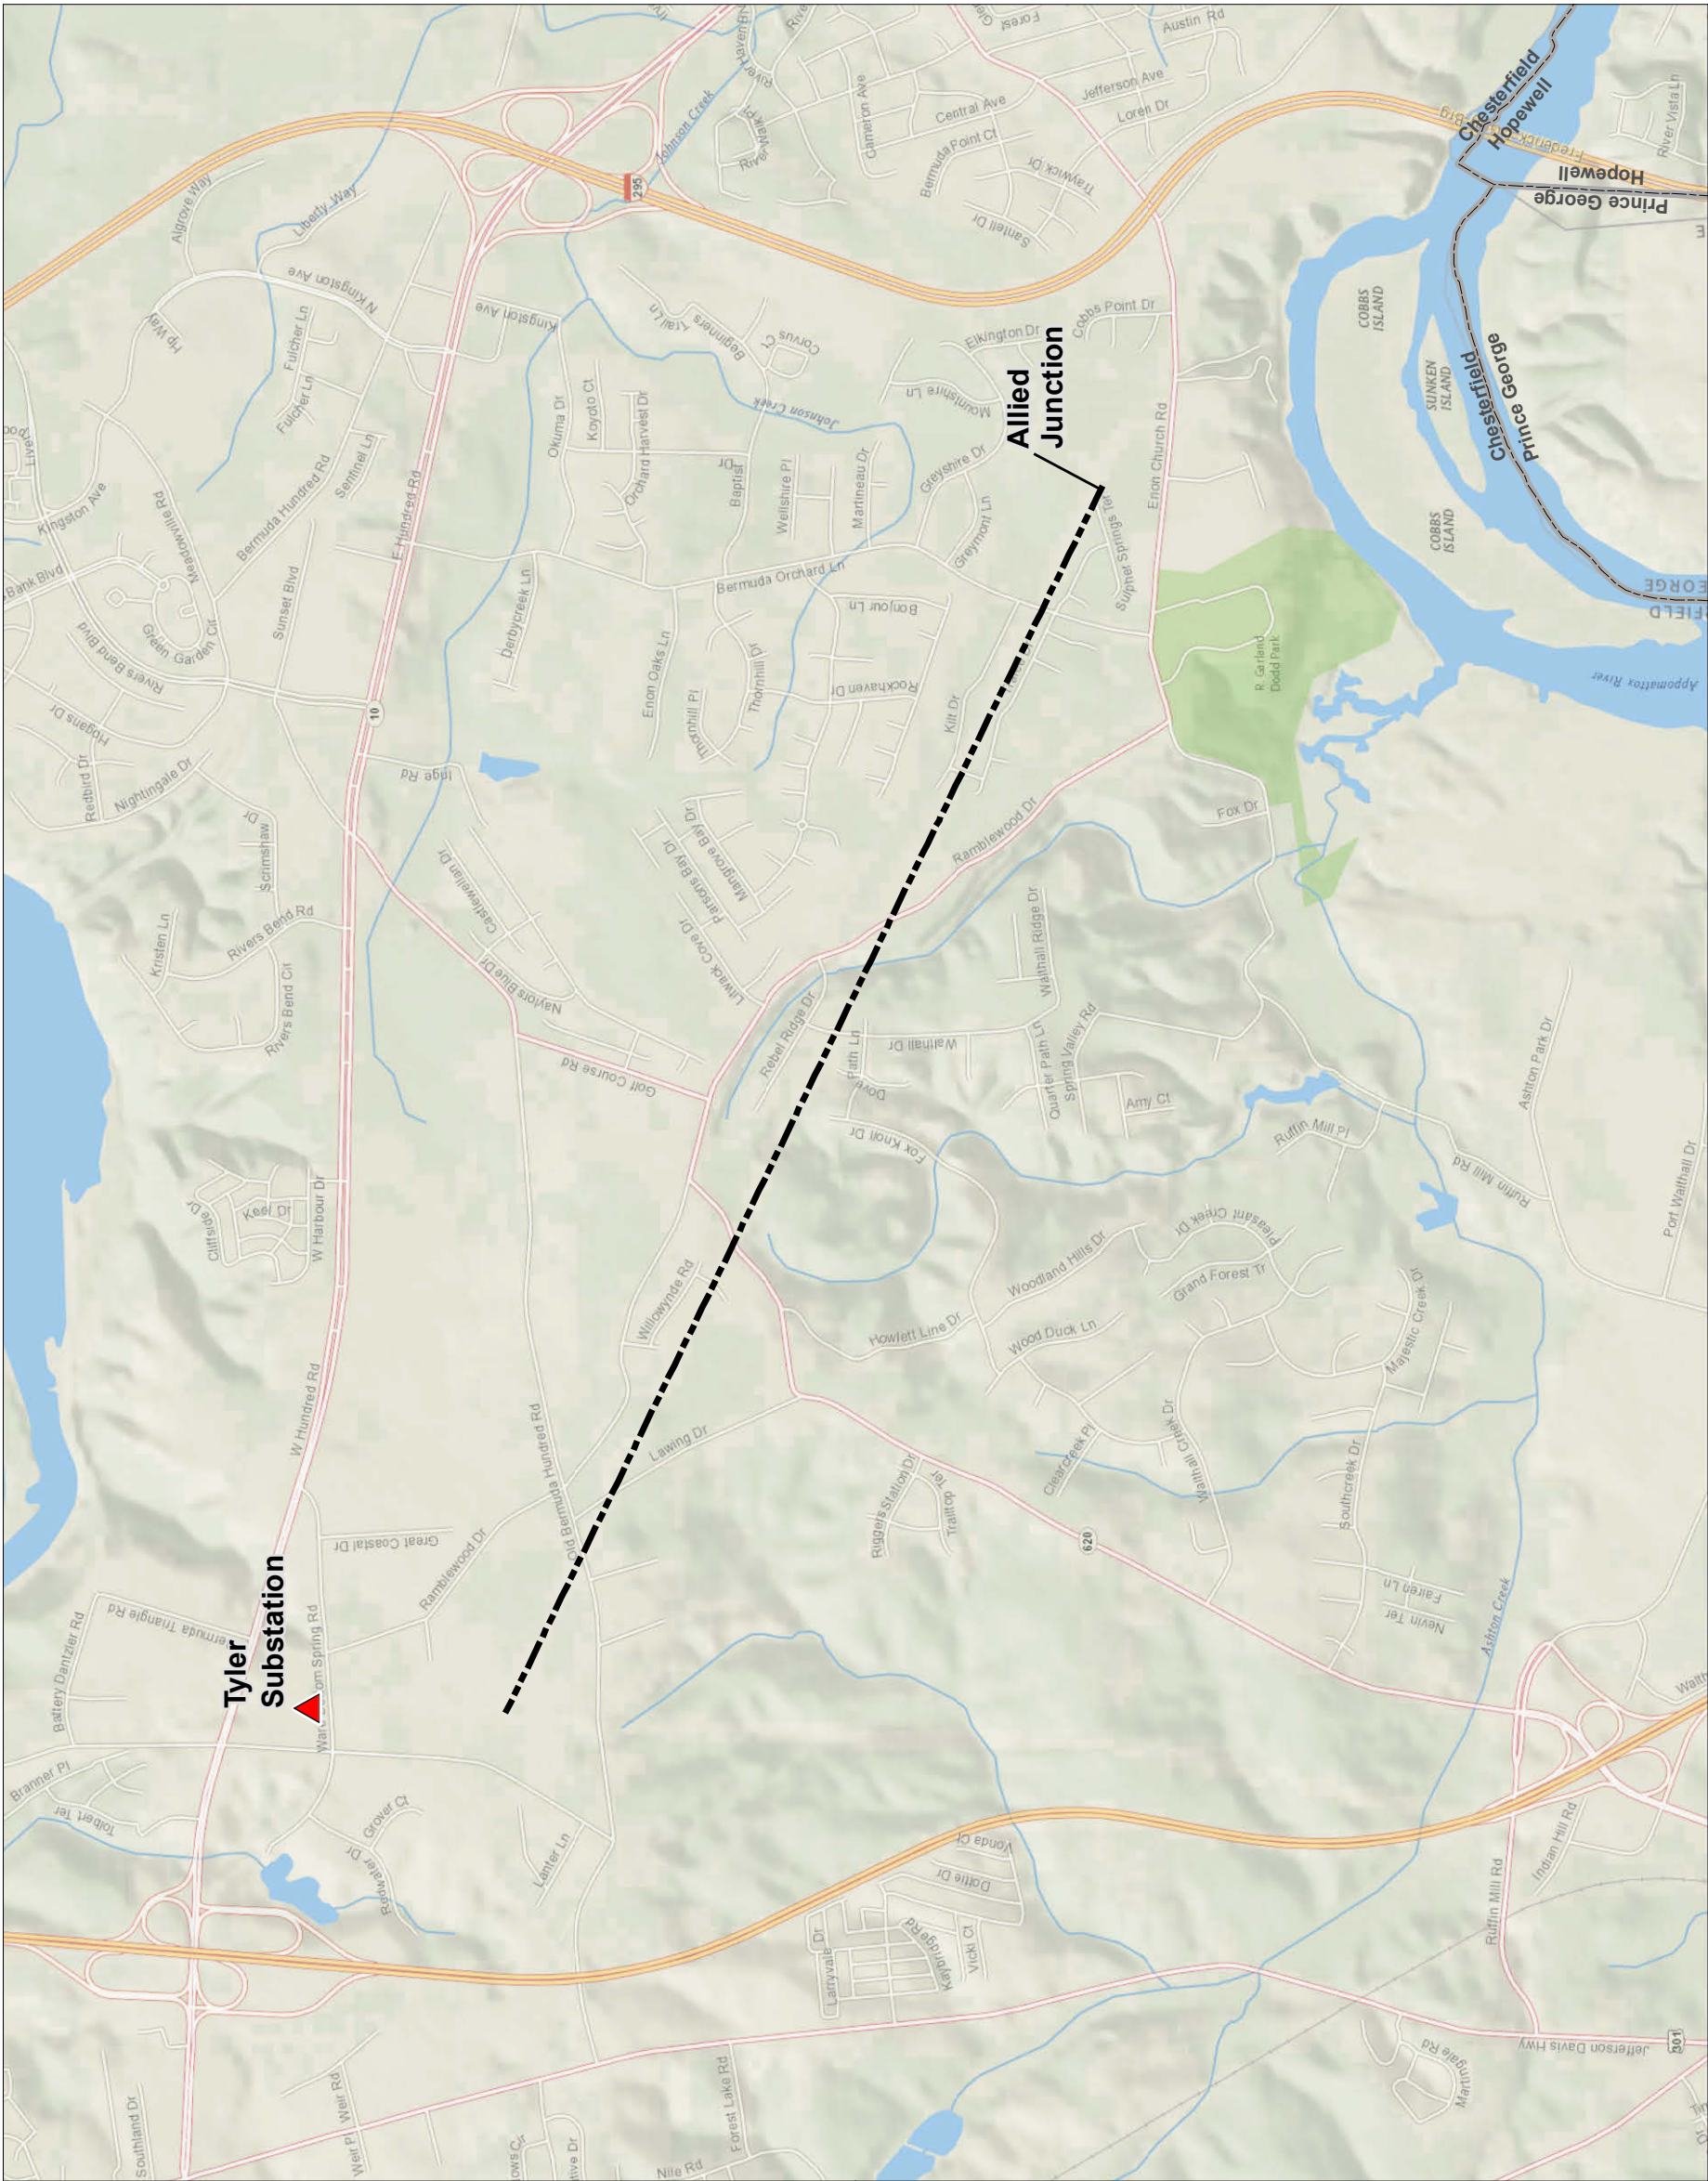 Tyler
Substation
Allied
Junction
Chesterfield
Hopewell
Hopewell
Prince George
Chesterfield
Prince George
COBBS
ISLAND
SUNKEN
ISLAND
COBBS
ISLAND
Appomattox River
R. Garland
Dodd Park
Ashton Creek
Johnson Creek
Johnson Creek
295
10
620
301
Southland Dr
Weir Pl
Weir Rd
Forest Lake Rd
Nile Rd
Martingale Rd
Jefferson Davis Hwy
Ruffin Mill Rd
Indian Hill Rd
Larryvale Dr
Kaybridge Rd
Vicki Ct
Dottie Dr
Vonda Ct
Lanter Ln
Redwater Dr
Grover Ct
Tolbert Ter
Branner Pl
Battery Dantzler Rd
Great Coastal Dr
Ramblewood Dr
Old Bermuda Hundred Rd
Lawing Dr
Willowynde Rd
Riggers Station Dr
Trailtop
Ter
Clearcreek Pl
Walthall Creek Dr
Southcreek Dr
Nevin Ter
Fairen Ln
Majestic Creek Dr
Grand Forest Tr
Pleasant Creek Dr
Wood Duck Ln
Woodland Hills Dr
Howlett Line Dr
W Hundred Rd
W Harbour Dr
Keel Dr
Cliffside Dr
Fox Knoll Dr
Dove
Path Ln
Walthall Dr
Rebel Ridge Dr
Golf Course Rd
Quarter Path Ln
Spring Valley Rd
Amy Ct
Walthall Ridge Dr
Ruffin Mill Pl
Ruffin Mill Rd
Ashton Park Dr
Port Walthall Dr
Rivers Bend Cir
Rivers Bend Rd
Kristen Ln
Scrimshaw
Dr
Nightingale Dr
Redbird Dr
Hogans Dr
Rivers Bend Blvd
Green Garden Cir
Sunset Blvd
Meadowville Rd
Kingston Ave
Bermuda Hundred Rd
Sentinel Ln
Fulcher Ln
Fulcher Ln
Hp Way
N Kingston Ave
Liberty Way
Algrove Way
Kingston Ave
E Hundred Rd
Inge Rd
Castlewellan Dr
Naylors Blue Dr
Litwack Cove Dr
Parsons Bay Dr
Mangrove Bay Dr
Thornhill Pl
Thornhill Dr
Enon Oaks Ln
Derbycreek Ln
Okuma Dr
Koyoto Ct
Orchard Harvest Dr
Baptist
Dr
Wellshire Pl
Martineau Dr
Bermuda Orchard Ln
Bonjour Ln
Rockhaven Dr
Kilt Dr
Ramblewood Dr
Fox Dr
Greymont Ln
Greyshire Dr
Mountshire Ln
Elkington Dr
Cobbs Point Dr
Sulpher Springs Ter
Enon Church Rd
Beginners
Trail Ln
Corvus
Ct
Santell Dr
Traywick Dr
Bermuda Point Ct
Central Ave
Cameron Ave
Loren Dr
Jefferson Ave
Austin Rd
River Vista Ln